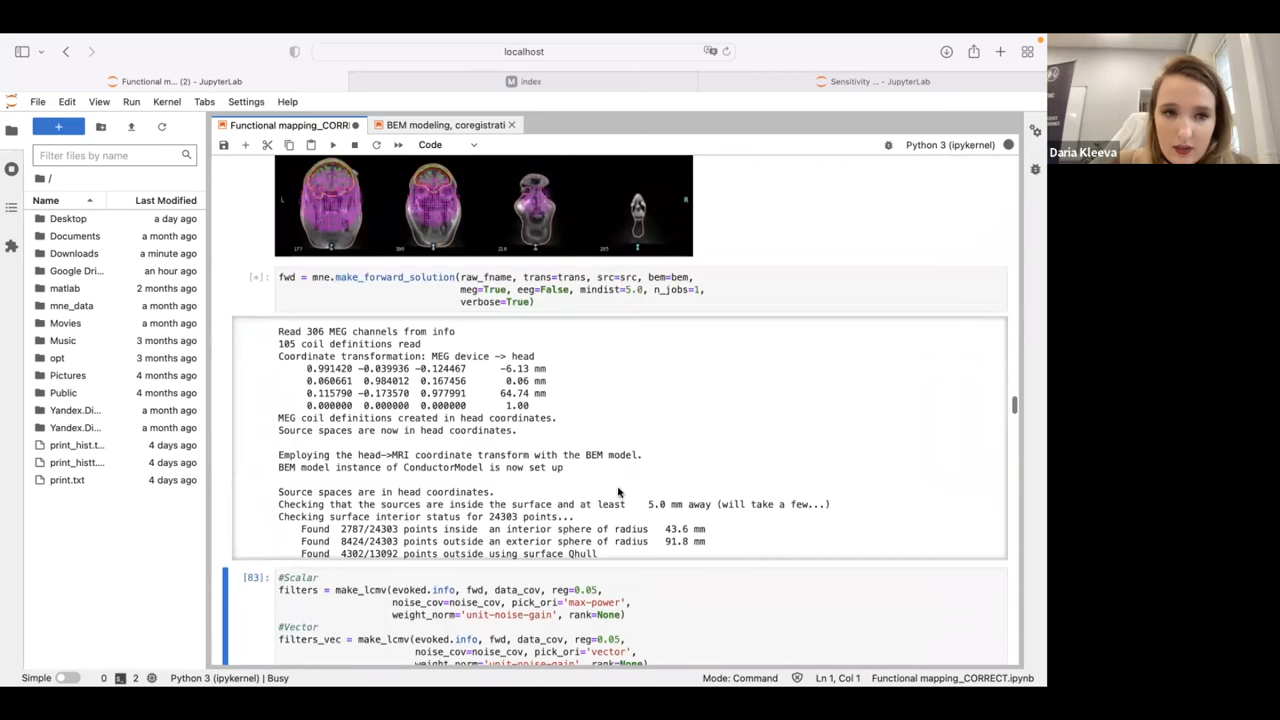 localhost
Functional m... (2) - JupyterLab
index
Sensitivity ... - JupyterLab
File Edit View Run Kernel Tabs Settings Help
Functional mapping_CORR
BEM modeling, coregistrati
Code
Python 3 (ipykernel)
Daria Kleeva
Filter files by name
/
Name Last Modified
Desktop a day ago
Documents a month ago
Downloads a minute ago
Google Dri... an hour ago
matlab 2 months ago
mne_data a month ago
Movies a month ago
Music 3 months ago
opt a month ago
Pictures a month ago
Public 4 months ago
Yandex.Di... a month ago
Yandex.Di... a month ago
print_hist.t... 4 days ago
print_histt.... 4 days ago
print.txt 4 days ago
L R
177 196 216
[*]: fwd = mne.make_forward_solution(raw_fname, trans=trans, src=src, bem=bem,
meg=True, eeg=False, mindist=5.0, n_jobs=1,
verbose=True)
Read 306 MEG channels from info
105 coil definitions read
Coordinate transformation: MEG device -> head
0.991420 -0.039936 -0.124467 -6.13 mm
0.060661 0.984012 0.167456 0.06 mm
0.115790 -0.173570 0.977991 64.74 mm
0.000000 0.000000 0.000000 1.00
MEG coil definitions created in head coordinates.
Source spaces are now in head coordinates.
Employing the head->MRI coordinate transform with the BEM model.
BEM model instance of ConductorModel is now set up
Source spaces are in head coordinates.
Checking that the sources are inside the surface and at least 5.0 mm away (will take a few...)
Checking surface interior status for 24303 points...
Found 2787/24303 points inside an interior sphere of radius 43.6 mm
Found 8424/24303 points outside an exterior sphere of radius 91.8 mm
Found 4302/13092 points outside using surface Qhull
[83]: #Scalar
filters = make_lcmv(evoked.info, fwd, data_cov, reg=0.05,
noise_cov=noise_cov, pick_ori='max-power',
weight_norm='unit-noise-gain', rank=None)
#Vector
filters_vec = make_lcmv(evoked.info, fwd, data_cov, reg=0.05,
noise_cov=noise_cov, pick_ori='vector',
weight_norm='unit-noise-gain', rank=None)
Simple 0 2 Python 3 (ipykernel) | Busy Mode: Command Ln 1, Col 1 Functional mapping_CORRECT.ipynb